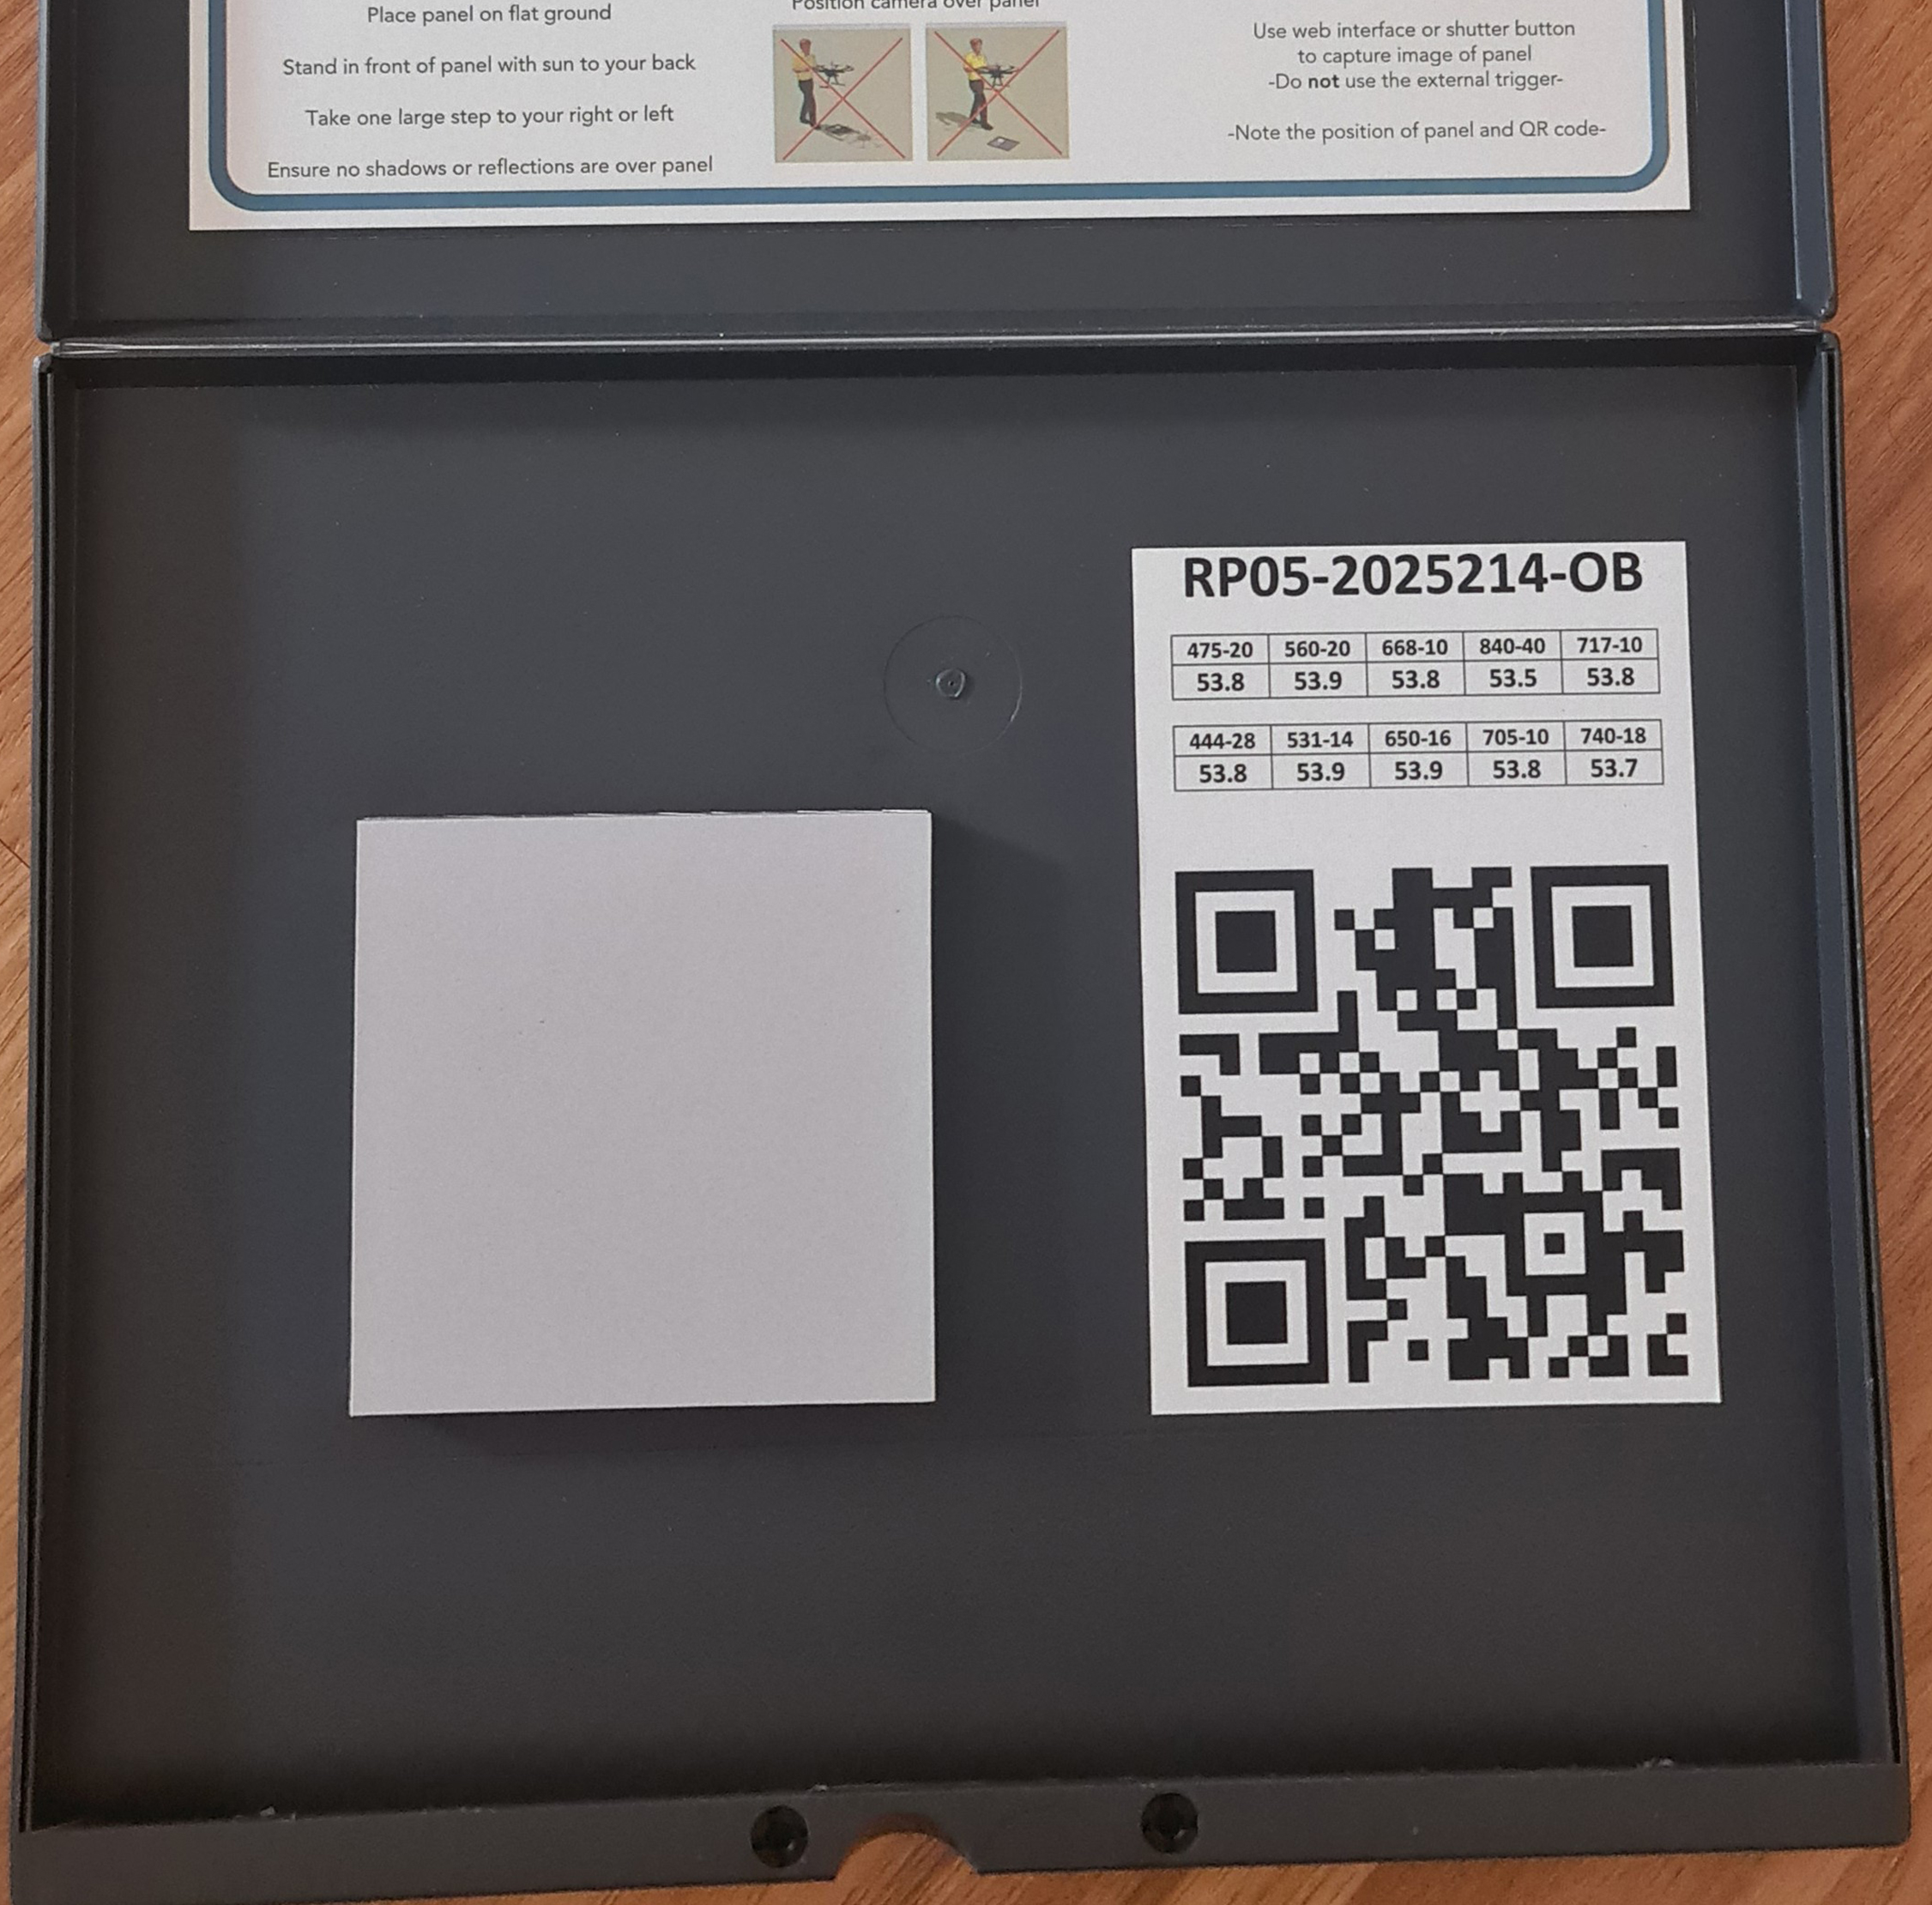 Place panel on flat ground
Stand in front of panel with sun to your back
Take one large step to your right or left
Ensure no shadows or reflections are over panel
Position camera over panel
Use web interface or shutter button
to capture image of panel
-Do not use the external trigger-
-Note the position of panel and QR code-
RP05-2025214-OB
475-20 560-20 668-10 840-40 717-10
53.8 53.9 53.8 53.5 53.8
444-28 531-14 650-16 705-10 740-18
53.8 53.9 53.9 53.8 53.7